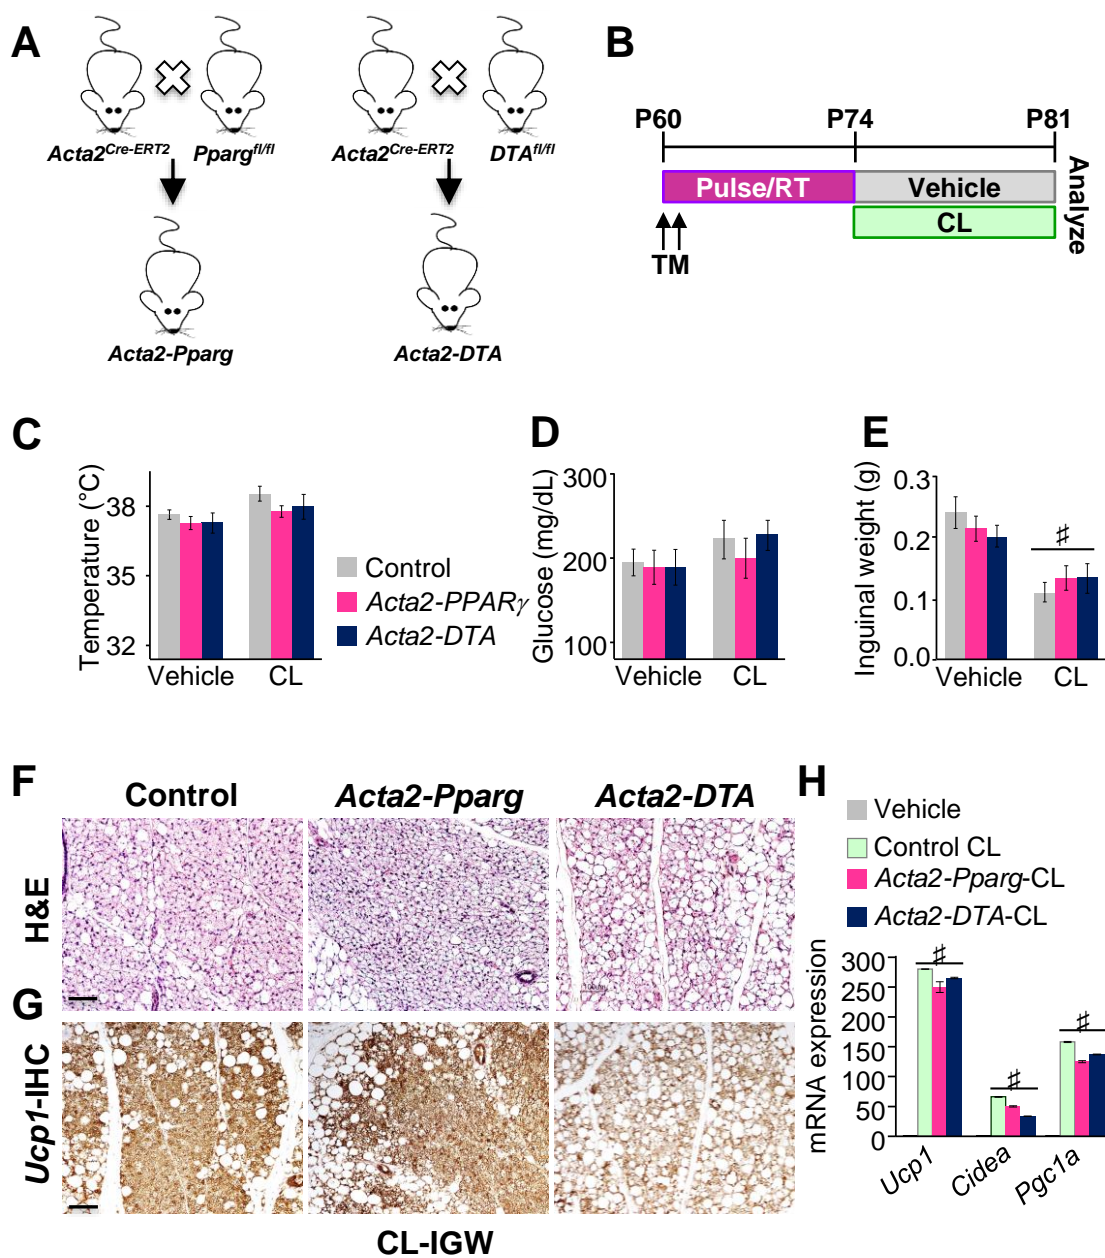 A
Acta2Cre-ERT2
Ppargfl/fl
Acta2Cre-ERT2
DTAfl/fl
Acta2-Pparg
Acta2-DTA
B
P60
P74
P81
Pulse/RT
Vehicle
CL
TM
Analyze
C
Temperature (°C)
38
35
32
Vehicle
CL
Control
Acta2-PPARγ
Acta2-DTA
D
Glucose (mg/dL)
300
200
100
Vehicle
CL
E
Inguinal weight (g)
0.3
0.2
0.1
0.0
♯
Vehicle
CL
F
Control
Acta2-Pparg
Acta2-DTA
H&E
G
Ucp1-IHC
CL-IGW
H
Vehicle
Control CL
Acta2-Pparg-CL
Acta2-DTA-CL
mRNA expression
300
250
150
100
50
0
♯
♯
♯
Ucp1
Cidea
Pgc1a